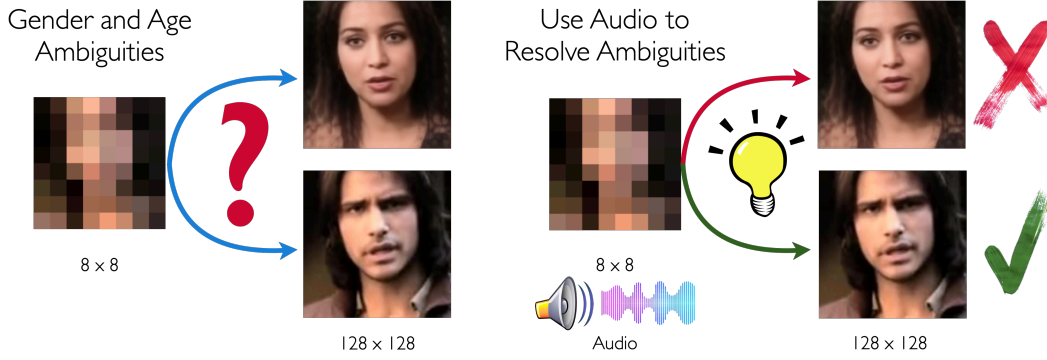 Gender and Age
Ambiguities
8 x 8
128 x 128
Use Audio to
Resolve Ambiguities
8 x 8
Audio
128 x 128